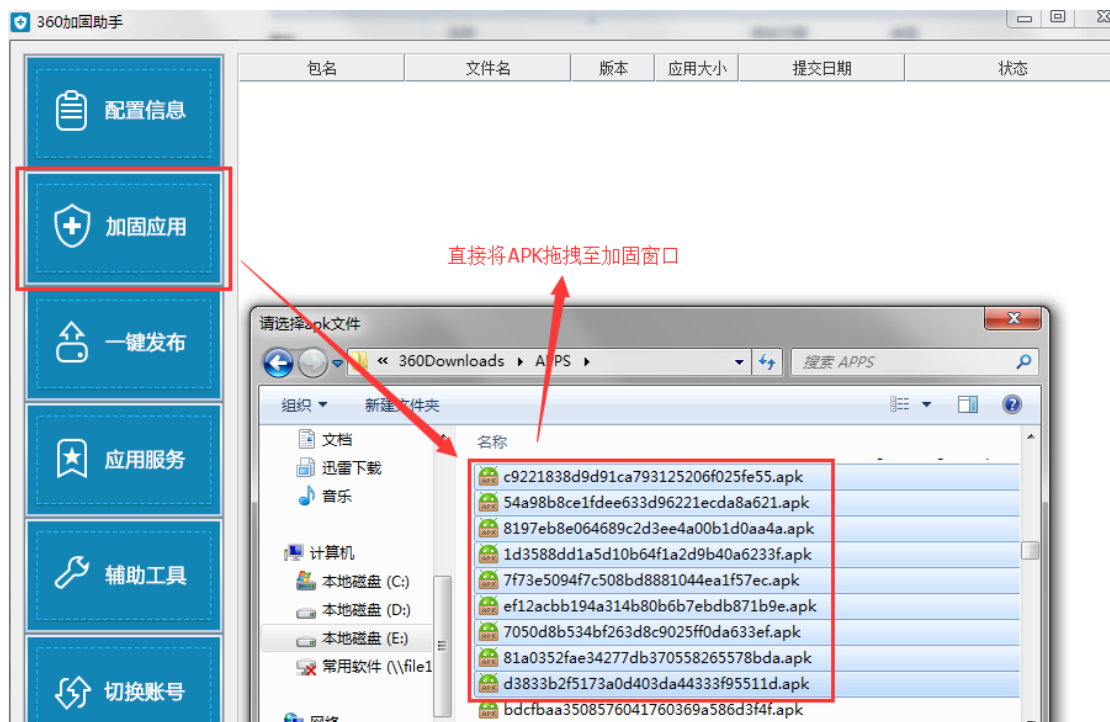 360加固助手
包名 文件名 版本 应用大小 提交日期 状态
配置信息
加固应用
一键发布
应用服务
辅助工具
切换账号
直接将APK拖拽至加固窗口
请选择apk文件
« 360Downloads APPS 搜索 APPS
组织 新建文件夹
文档
迅雷下载
音乐
计算机
本地磁盘 (C:)
本地磁盘 (D:)
本地磁盘 (E:)
常用软件 (\\file1
网络
名称
c9221838d9d91ca793125206f025fe55.apk
54a98b8ce1fdee633d96221ecda8a621.apk
8197eb8e064689c2d3ee4a00b1d0aa4a.apk
1d3588dd1a5d10b64f1a2d9b40a6233f.apk
7f73e5094f7c508bd8881044ea1f57ec.apk
ef12acbb194a314b80b6b7ebdb871b9e.apk
7050d8b534bf263d8c9025ff0da633ef.apk
81a0352fae34277db370558265578bda.apk
d3833b2f5173a0d403da44333f95511d.apk
bdcfbaa3508576041760369a586d3f4f.apk